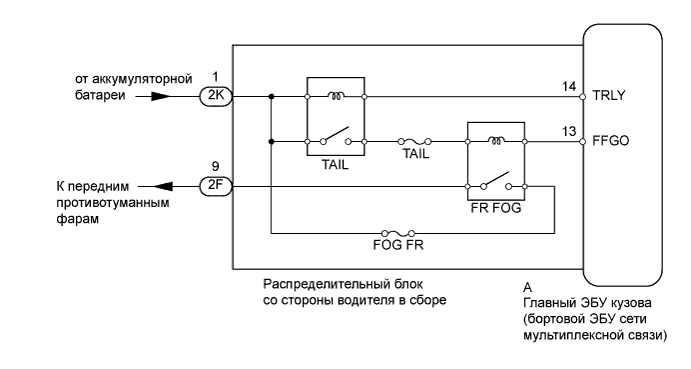 от аккумуляторной
батареи
1
2K
14
TRLY
TAIL
TAIL
13
FFGO
9
2F
К передним
противотуманным
фарам
FR FOG
FOG FR
Распределительный блок
со стороны водителя в сборе
A
Главный ЭБУ кузова
(бортовой ЭБУ сети
мультиплексной связи)